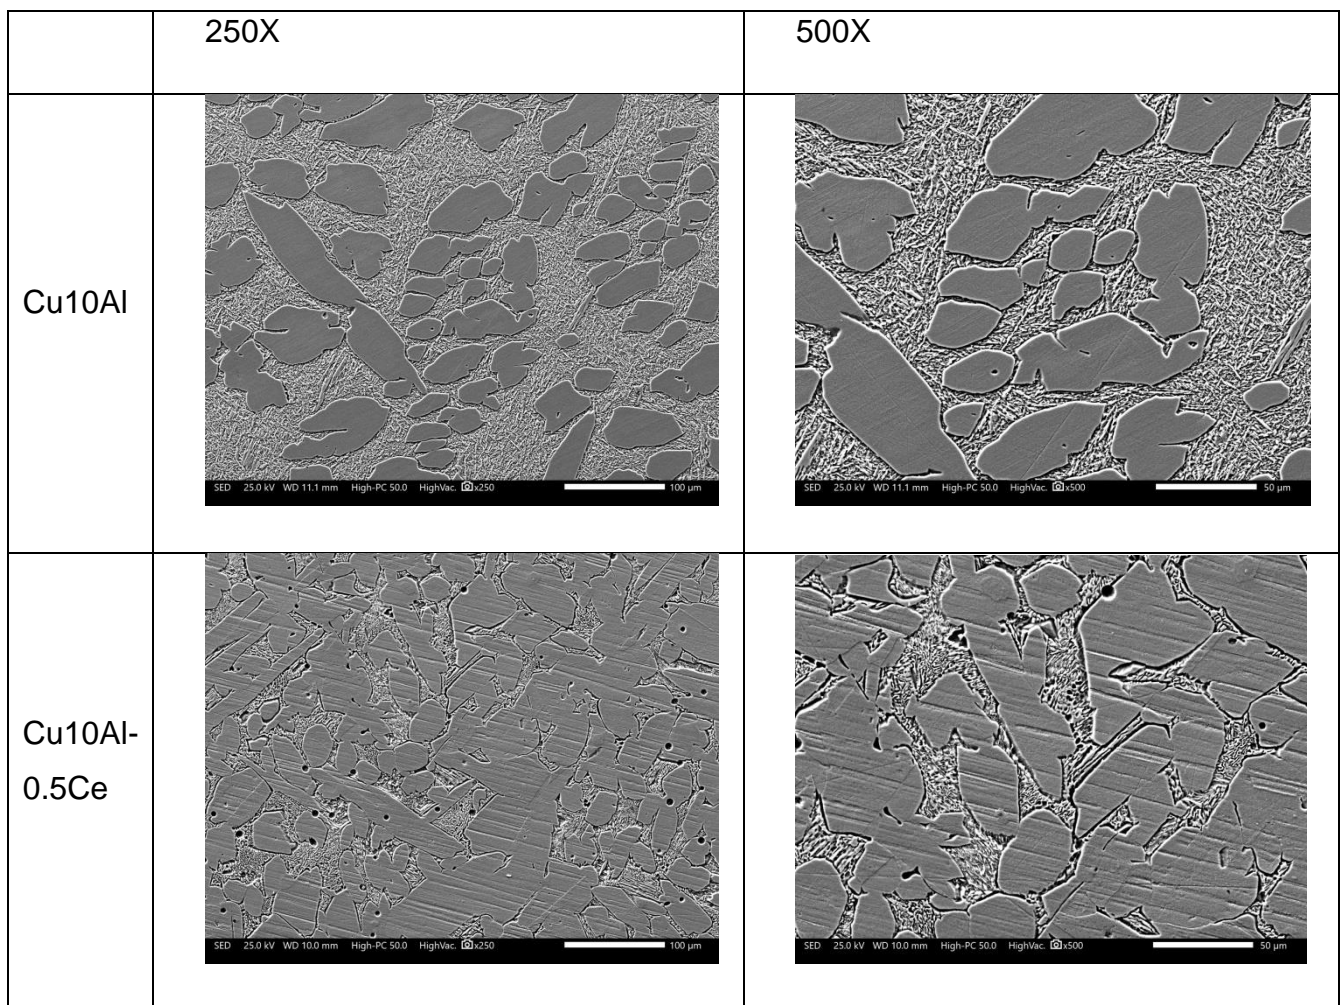 250X
500X
Cu10Al
SED 25.0 kV WD 11.1 mm High-PC 50.0 HighVac. x250 100 µm
SED 25.0 kV WD 11.1 mm High-PC 50.0 HighVac. x500 50 µm
Cu10Al-
0.5Ce
SED 25.0 kV WD 10.0 mm High-PC 50.0 HighVac. x250 100 µm
SED 25.0 kV WD 10.0 mm High-PC 50.0 HighVac. x500 50 µm